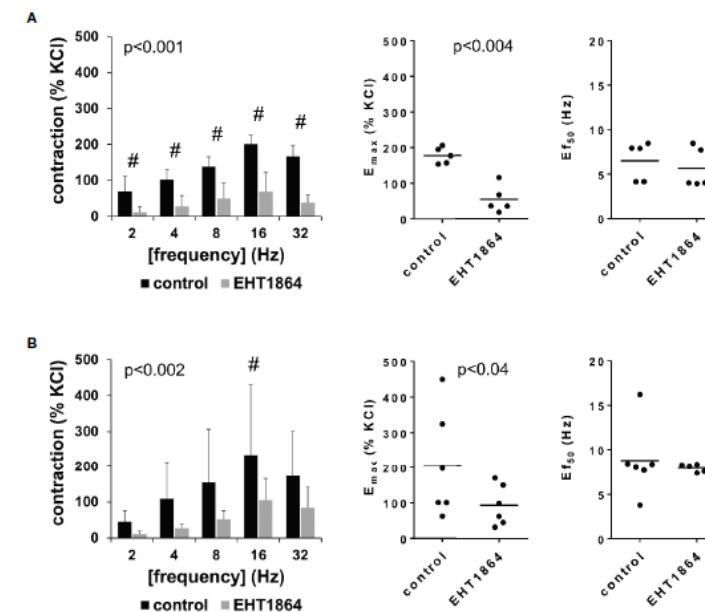 A
500
400
300
200
100
0
contraction (% KCl)
p<0.001
# # # # #
2 4 8 16 32
[frequency] (Hz)
control EHT1864
500
400
300
200
100
0
Emax (% KCl)
p<0.004
control EHT1864
20
15
10
5
0
Ef50 (Hz)
control EHT1864
B
500
400
300
200
100
0
contraction (% KCl)
p<0.002
#
2 4 8 16 32
[frequency] (Hz)
control EHT1864
500
400
300
200
100
0
Emax (% KCl)
p<0.04
control EHT1864
20
15
10
5
0
Ef50 (Hz)
control EHT1864